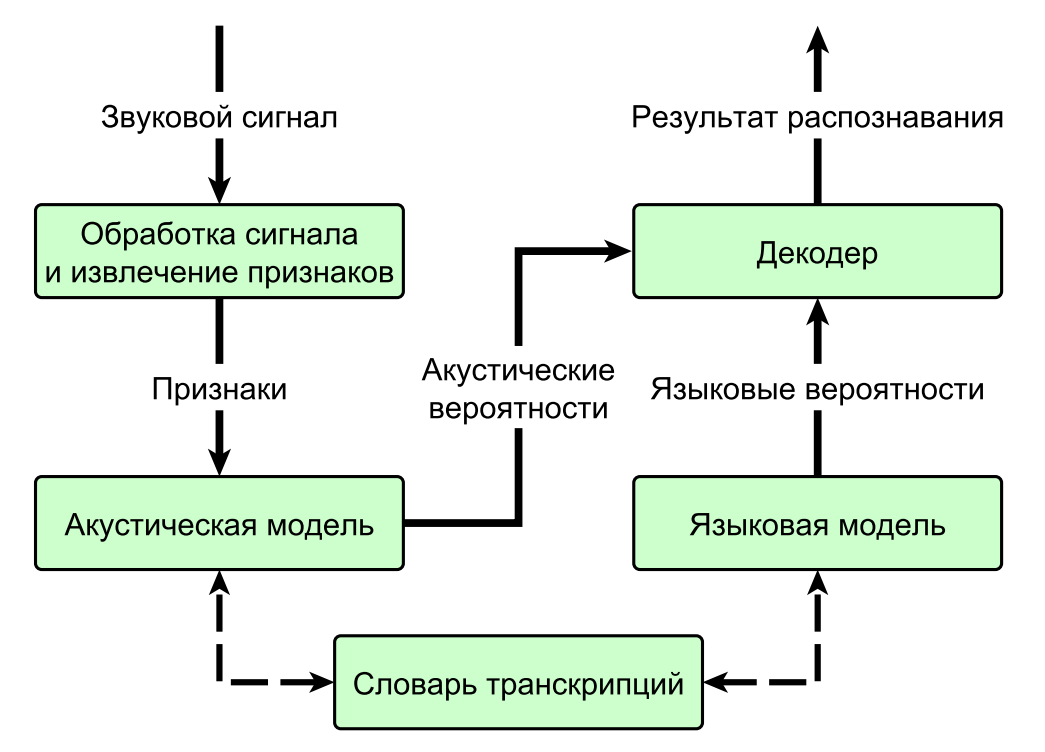 Звуковой сигнал
Результат распознавания
Обработка сигнала
и извлечение признаков
Декодер
Признаки
Акустические
вероятности
Языковые вероятности
Акустическая модель
Языковая модель
Словарь транскрипций